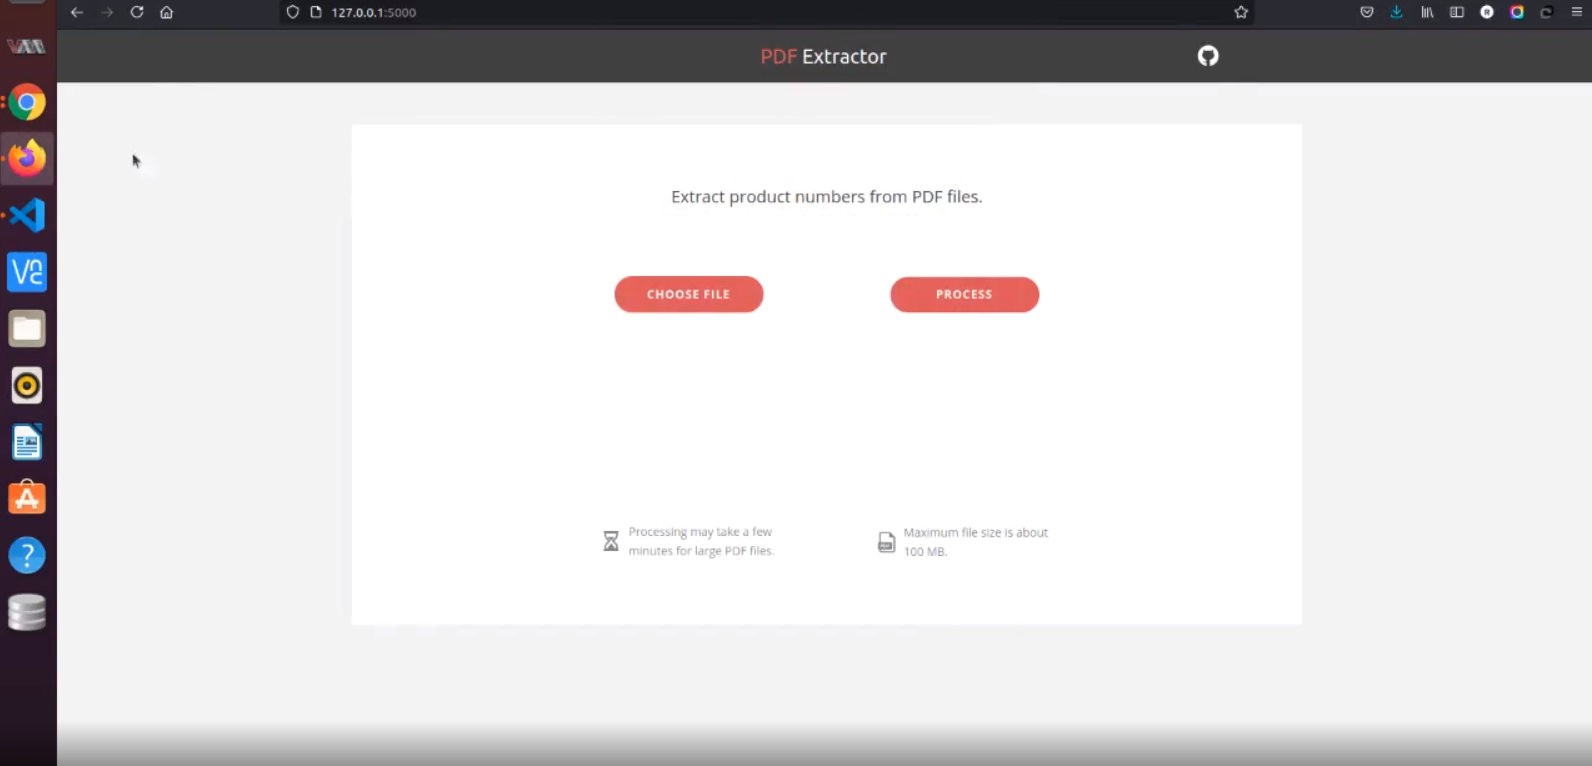 127.0.0.1:5000
PDF Extractor
Extract product numbers from PDF files.
CHOOSE FILE
PROCESS
Processing may take a few
minutes for large PDF files.
Maximum file size is about
100 MB.